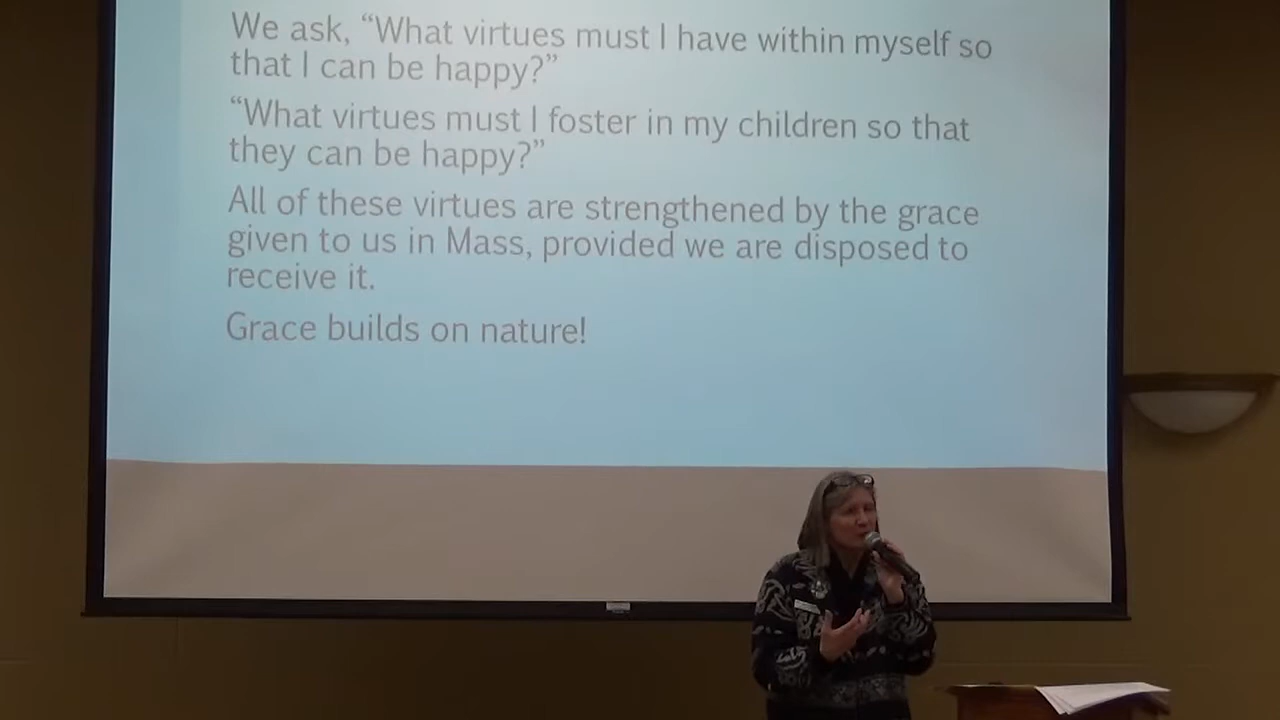 We ask, “What virtues must I have within myself so
that I can be happy?”
“What virtues must I foster in my children so that
they can be happy?”
All of these virtues are strengthened by the grace
given to us in Mass, provided we are disposed to
receive it.
Grace builds on nature!